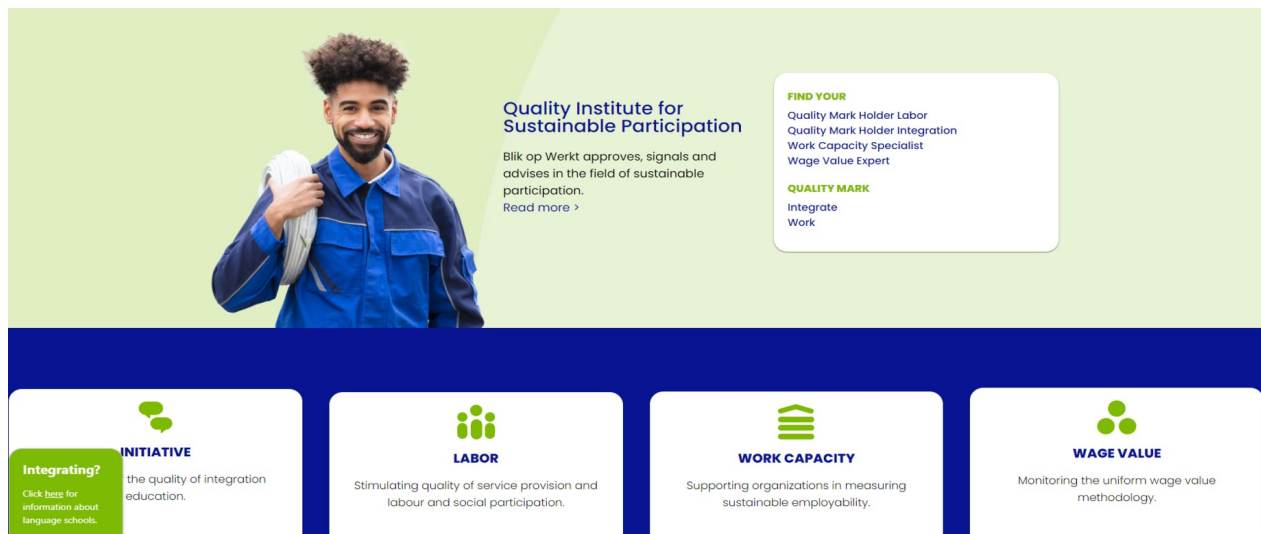 Quality Institute for
Sustainable Participation
Blik op Werkt approves, signals and
advises in the field of sustainable
participation.
Read more >
FIND YOUR
Quality Mark Holder Labor
Quality Mark Holder Integration
Work Capacity Specialist
Wage Value Expert
QUALITY MARK
Integrate
Work
INITIATIVE
the quality of integration
education.
Integrating?
Click here for
information about
language schools.
LABOR
Stimulating quality of service provision and
labour and social participation.
WORK CAPACITY
Supporting organizations in measuring
sustainable employability.
WAGE VALUE
Monitoring the uniform wage value
methodology.